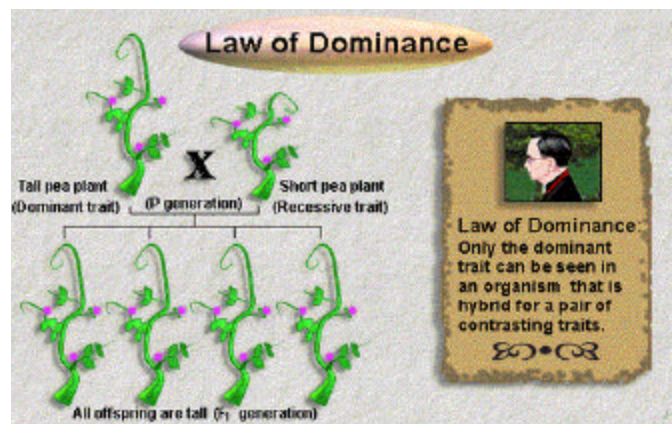 Law of Dominance
X
Tall pea plant
(Dominant trait)
(P generation)
Short pea plant
(Recessive trait)
Law of Dominance:
Only the dominant
trait can be seen in
an organism that is
hybrid for a pair of
contrasting traits.
All offspring are tall (F₁ generation)